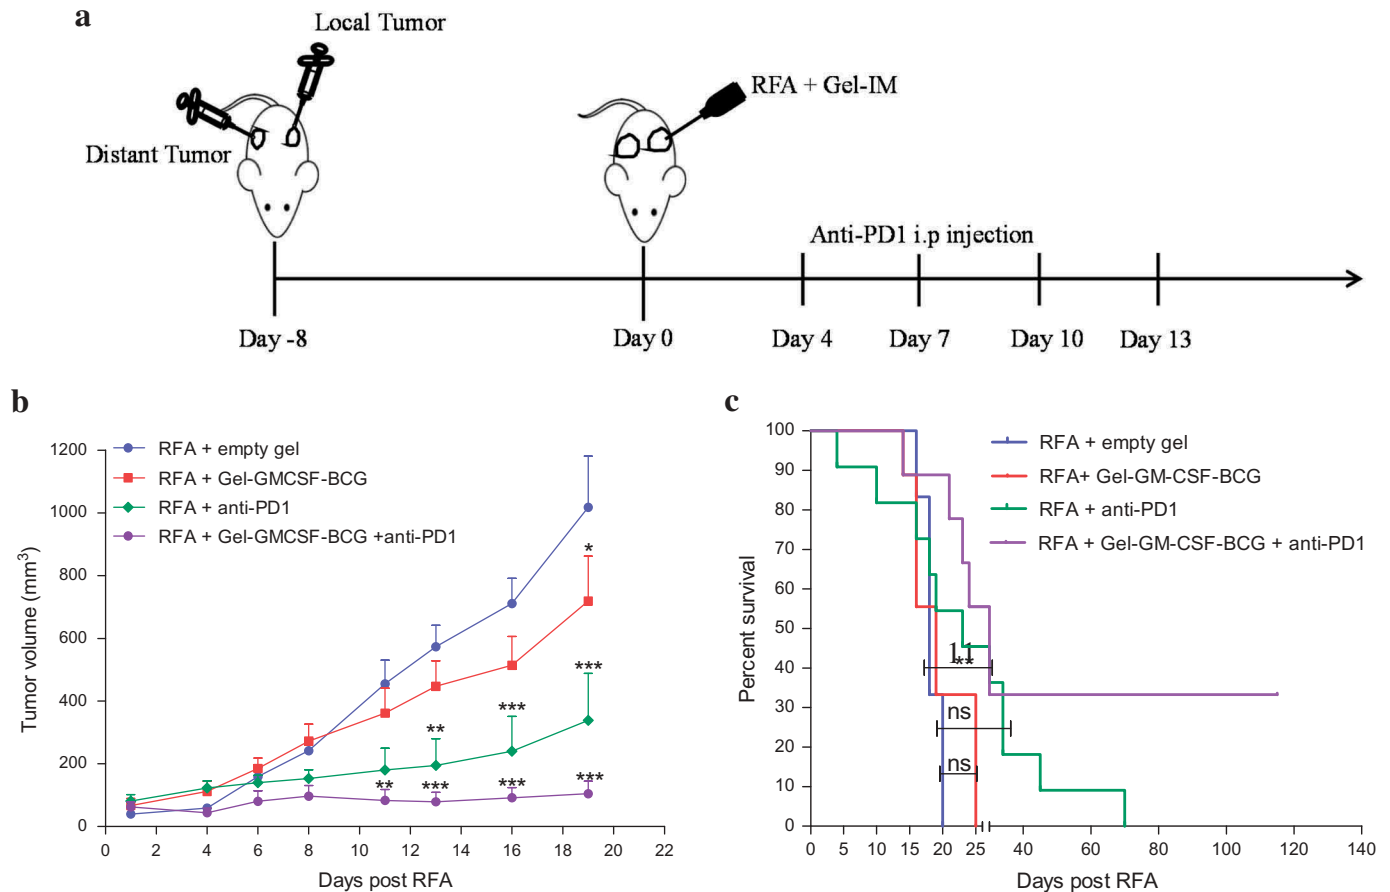 a
Local Tumor
RFA + Gel-IM
Distant Tumor
Anti-PD1 i.p injection
Day -8
Day 0
Day 4
Day 7
Day 10
Day 13
b
RFA + empty gel
RFA + Gel-GMCSF-BCG
RFA + anti-PD1
RFA + Gel-GMCSF-BCG +anti-PD1
Tumor volume (mm³)
1200
1000
800
600
400
200
0
*
***
***
**
***
***
***
**
0 2 4 6 8 10 12 14 16 18 20 22
Days post RFA
c
RFA + empty gel
RFA+ Gel-GM-CSF-BCG
RFA + anti-PD1
RFA + Gel-GM-CSF-BCG + anti-PD1
Percent survival
100
90
80
70
60
50
40
30
20
10
0
**
ns
ns
0 5 10 15 20 25 40 60 80 100 120 140
Days post RFA